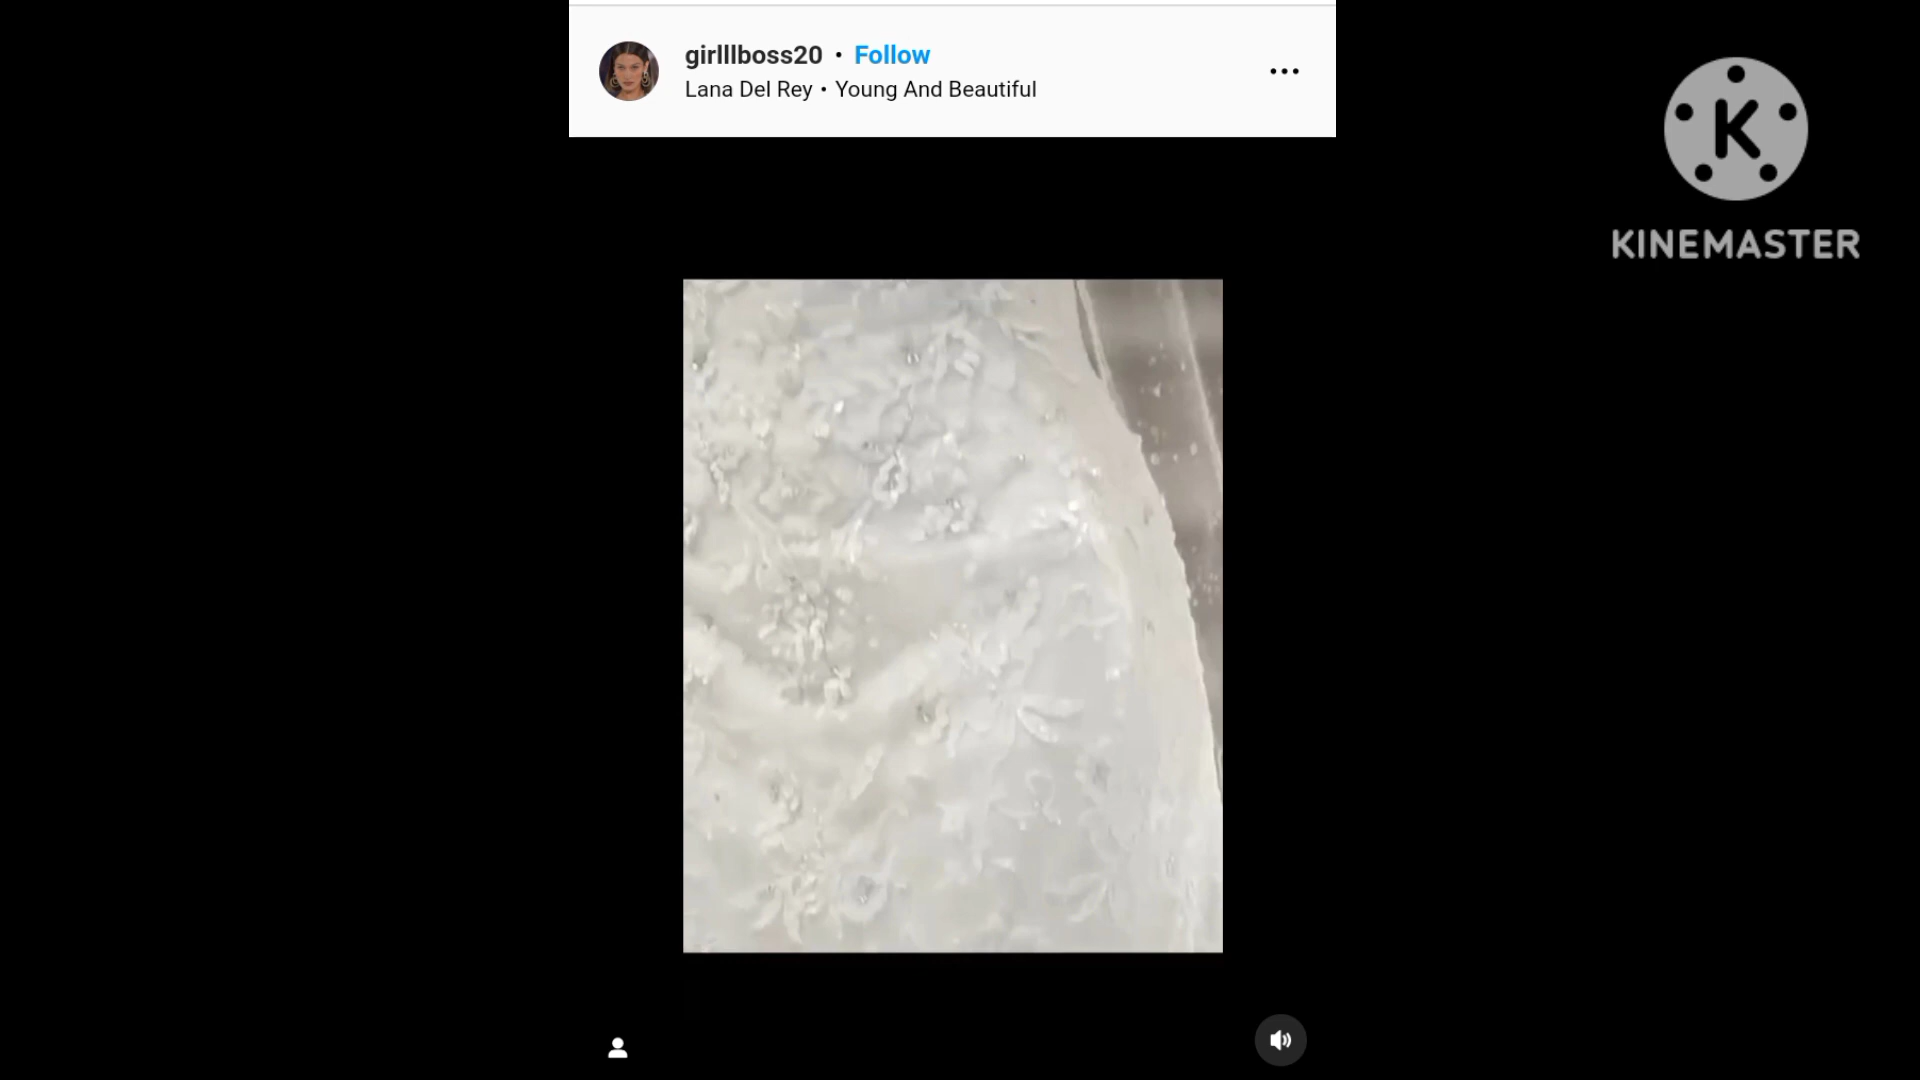 girlllboss20 • Follow
Lana Del Rey • Young And Beautiful
K
KINEMASTER